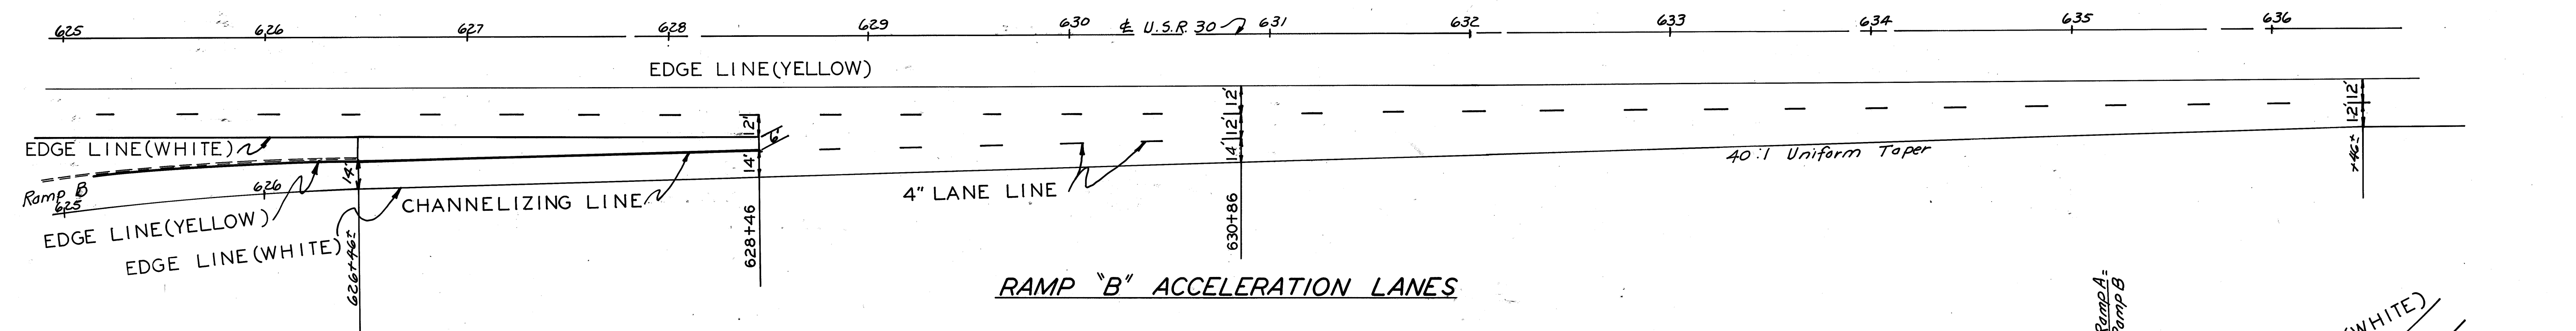 625 626 627 628 629 630 ℄ U.S.R. 30 631 632 633 634 635 636
EDGE LINE(YELLOW)
12' 12' 14'
12' 12'
12' 6'
EDGE LINE(WHITE)
14'
14'
40:1 Uniform Taper
+46±
Ramp B
625 626
4" LANE LINE
CHANNELIZING LINE
EDGE LINE(YELLOW)
EDGE LINE(WHITE)
626+46±
628+46
630+86
RAMP "B" ACCELERATION LANES
Ramp A=
Ramp B
WHITE)